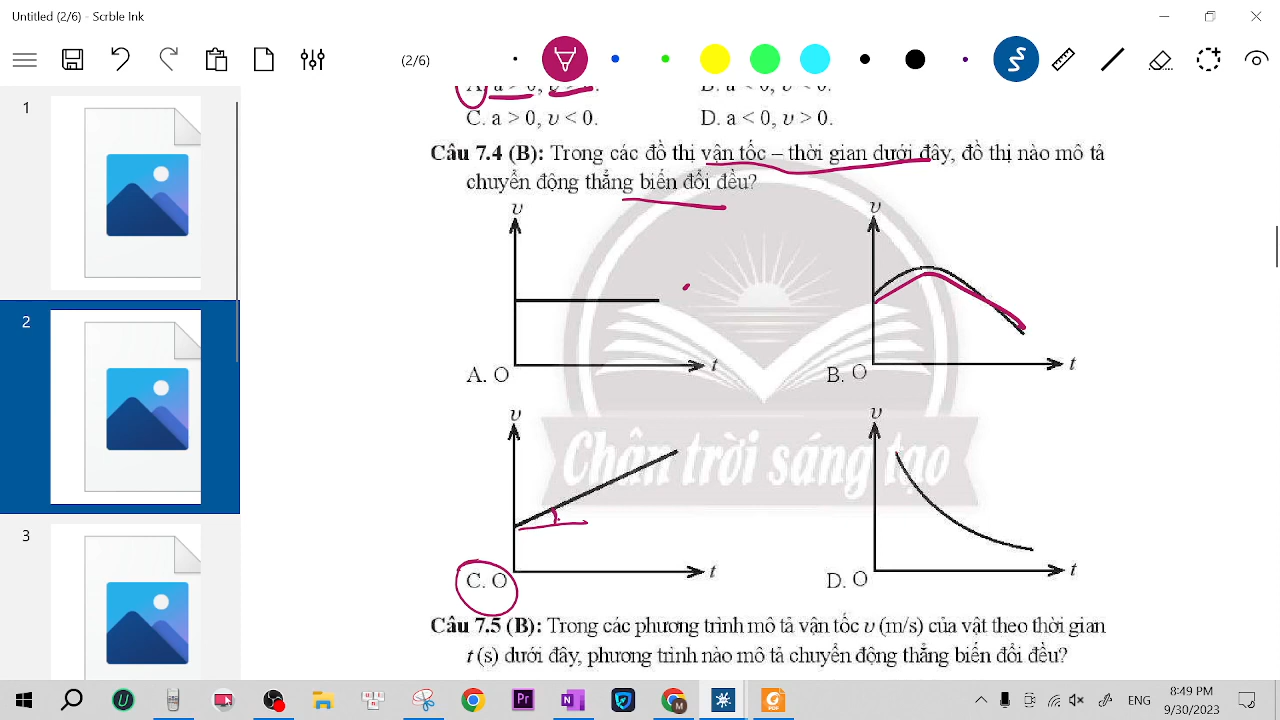 Untitled (2/6) - Scrble Ink
(2/6)
A. a > 0, υ > 0. B. a < 0, υ < 0.
C. a > 0, υ < 0. D. a < 0, υ > 0.
Câu 7.4 (B): Trong các đồ thị vận tốc – thời gian dưới đây, đồ thị nào mô tả
chuyển động thẳng biến đổi đều?
υ υ
t t
A. O B. O
υ υ
Chân trời sáng tạo
t t
C. O D. O
Câu 7.5 (B): Trong các phương trình mô tả vận tốc υ (m/s) của vật theo thời gian
t (s) dưới đây, phương trình nào mô tả chuyển động thẳng biến đổi đều?
1
2
3
ENG
8:49 PM
9/30/2023